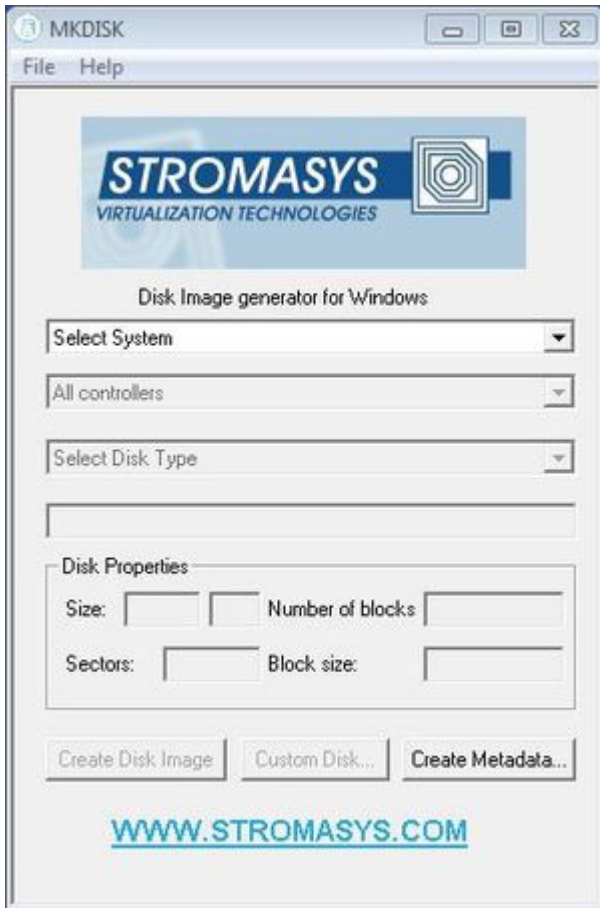 MKDISK
File Help
STROMASYS
VIRTUALIZATION TECHNOLOGIES
Disk Image generator for Windows
Select System
All controllers
Select Disk Type
Disk Properties
Size: Number of blocks
Sectors: Block size:
Create Disk Image Custom Disk... Create Metadata...
WWW.STROMASYS.COM